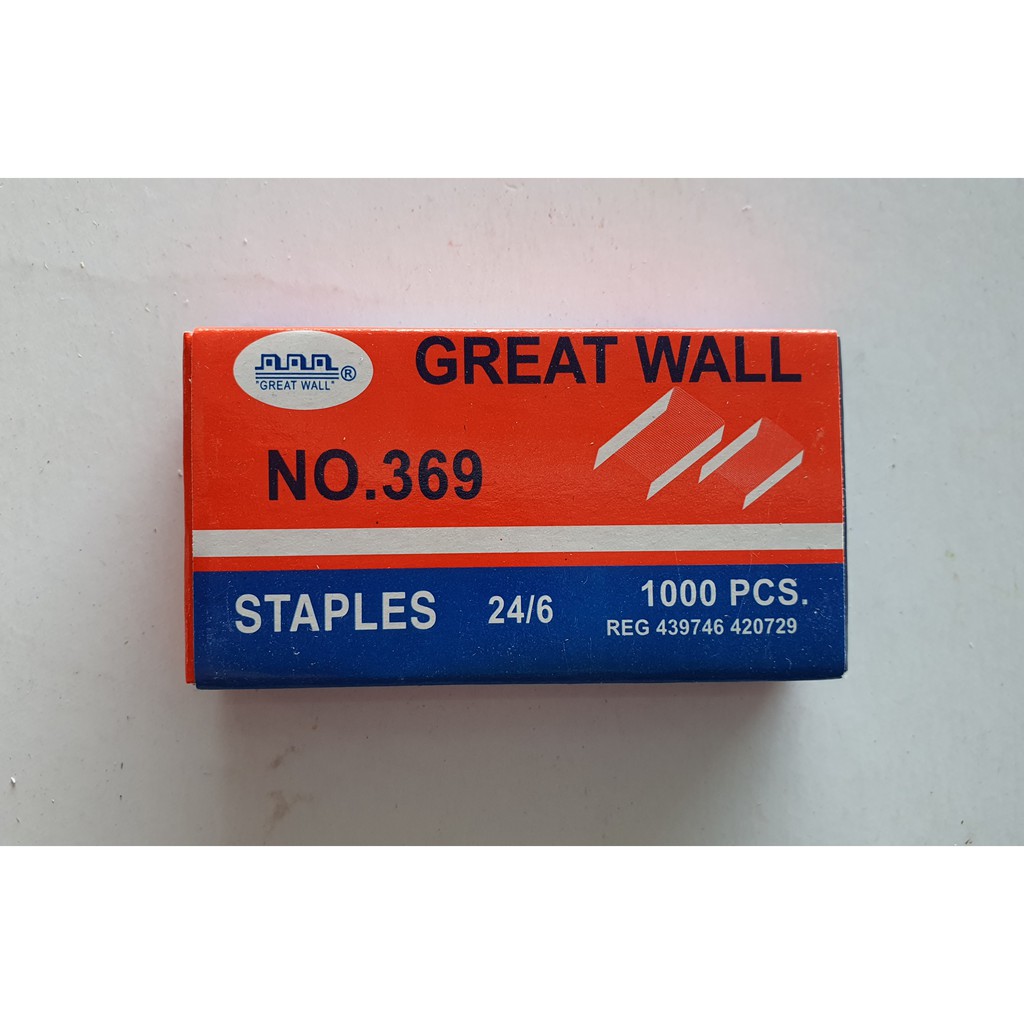 "GREAT WALL" ®
GREAT WALL
NO.369
STAPLES 24/6 1000 PCS.
REG 439746 420729